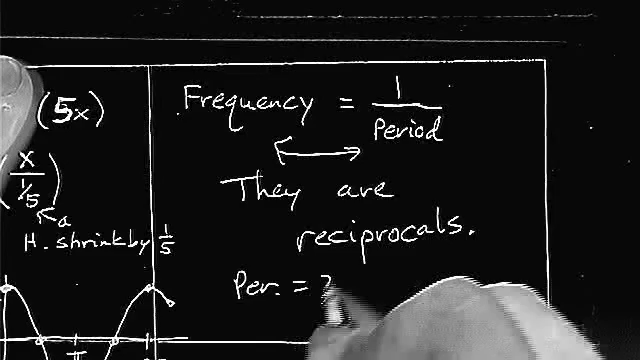 (5x)
(x
1/5)
a
H. shrink by 1/5
π
Frequency = 1
Period
They are
reciprocals.
Per. =